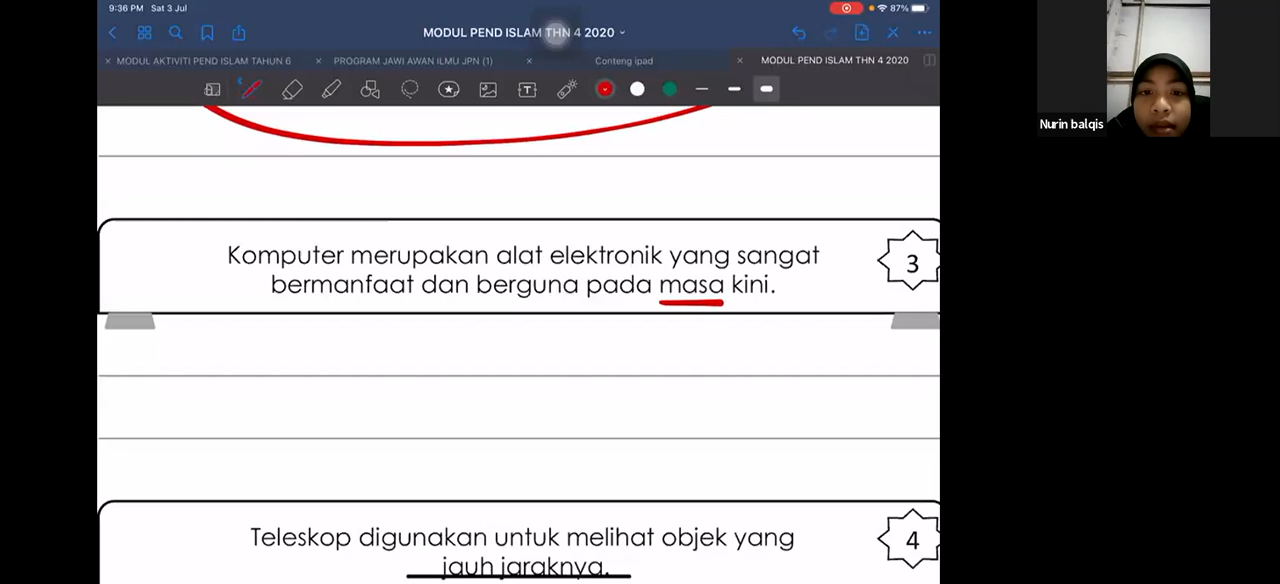 9:36 PM Sat 3 Jul
87%
MODUL PEND ISLAM THN 4 2020
MODUL AKTIVITI PEND ISLAM TAHUN 6
PROGRAM JAWI AWAN ILMU JPN (1)
Conteng ipad
MODUL PEND ISLAM THN 4 2020
T
Komputer merupakan alat elektronik yang sangat
bermanfaat dan berguna pada masa kini.
3
Teleskop digunakan untuk melihat objek yang
jauh jaraknya.
4
Nurin balqis